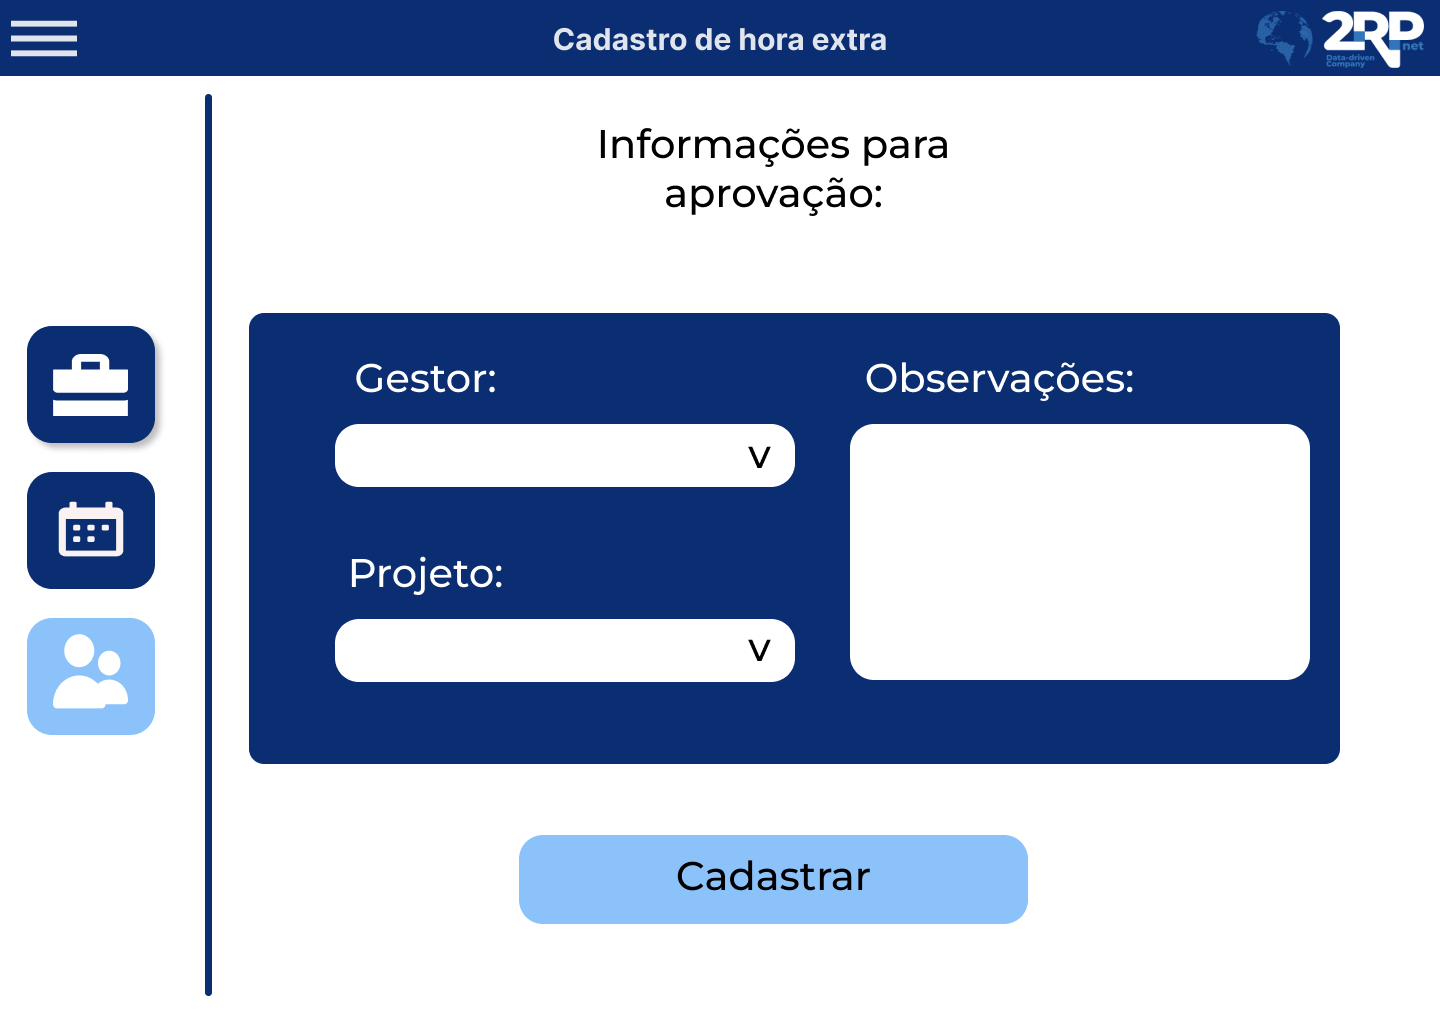 Cadastro de hora extra
2RP
net
Data-driven
Company
Informações para
aprovação:
Gestor:
v
Projeto:
v
Observações:
Cadastrar